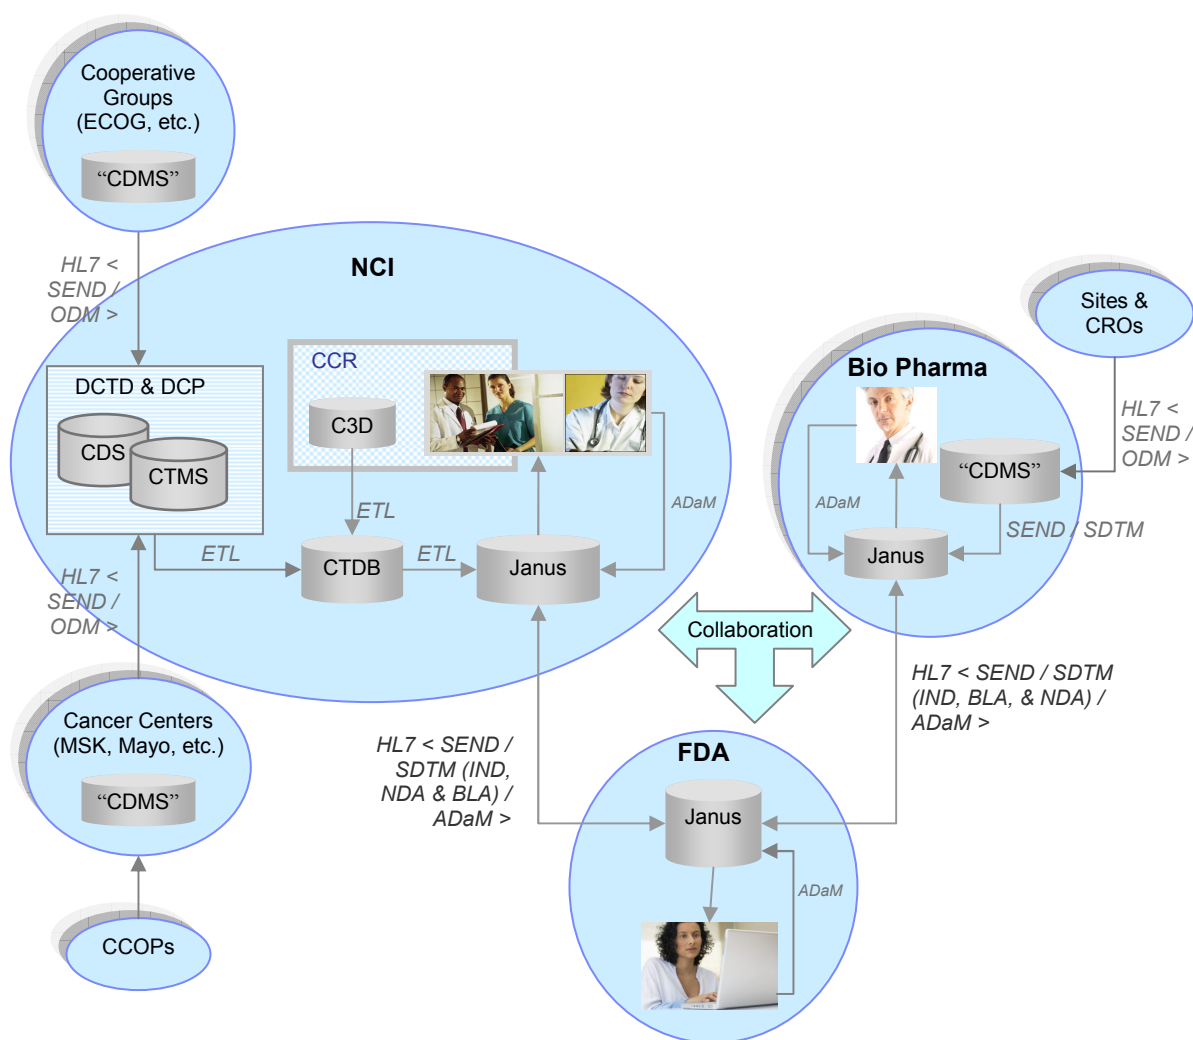 Cooperative
Groups
(ECOG, etc.)
“CDMS”
HL7 <
SEND /
ODM >
NCI
DCTD & DCP
CDS
CTMS
CCR
C3D
ETL
ADaM
ETL
CTDB
ETL
Janus
HL7 <
SEND /
ODM >
Cancer Centers
(MSK, Mayo, etc.)
“CDMS”
CCOPs
Sites &
CROs
Bio Pharma
HL7 <
SEND /
ODM >
“CDMS”
ADaM
SEND / SDTM
Janus
Collaboration
HL7 < SEND / SDTM
(IND, BLA, & NDA) /
ADaM >
HL7 < SEND /
SDTM (IND,
NDA & BLA) /
ADaM >
FDA
Janus
ADaM